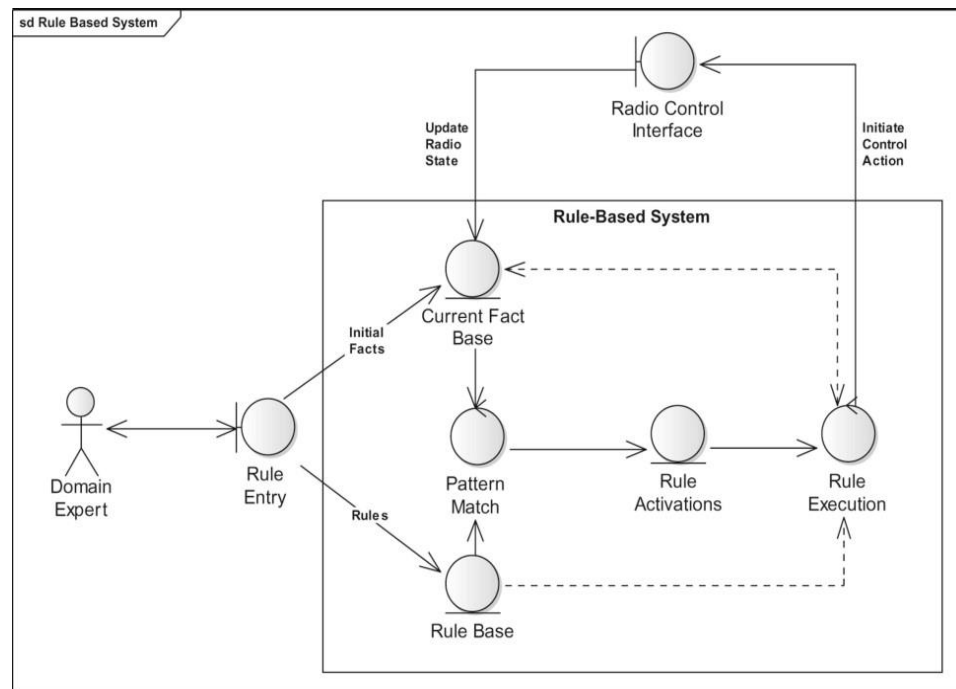 sd Rule Based System
Radio Control
Interface
Update
Radio
State
Initiate
Control
Action
Rule-Based System
Current Fact
Base
Initial
Facts
Domain
Expert
Rule
Entry
Pattern
Match
Rule
Activations
Rule
Execution
Rules
Rule Base